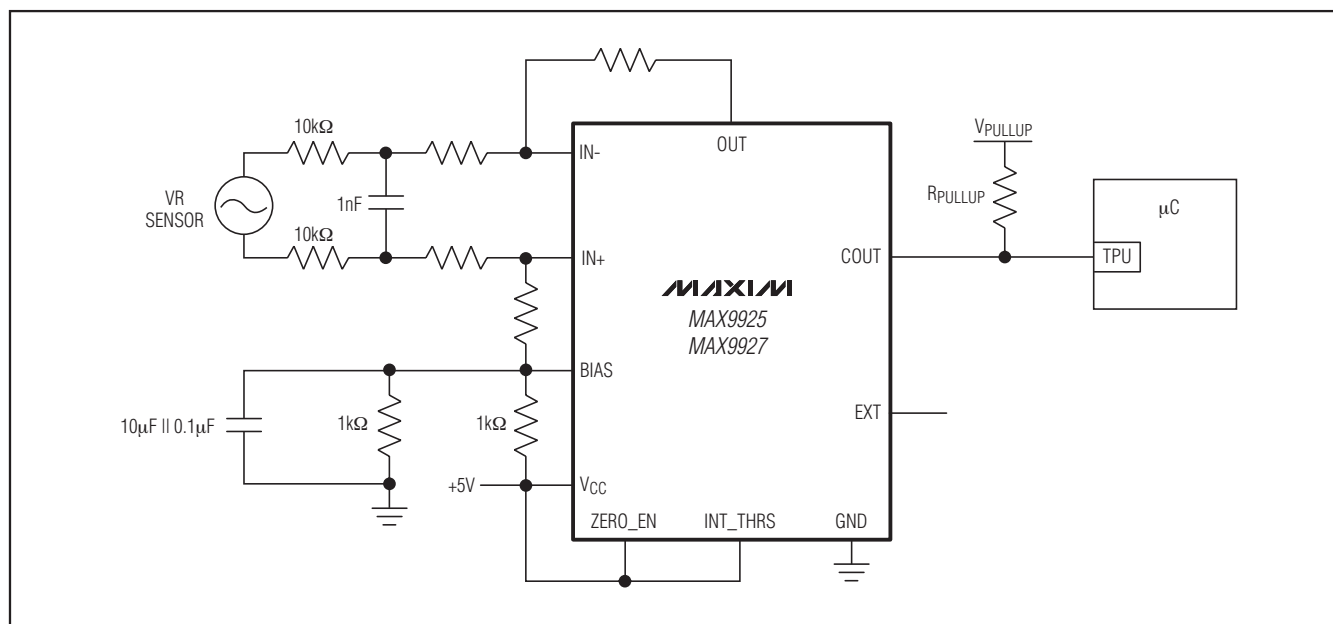 OUT
10kΩ
IN-
VPULLUP
VR
SENSOR
1nF
RPULLUP
µC
10kΩ
IN+
COUT
TPU
MAXIM
MAX9925
MAX9927
BIAS
10µF II 0.1µF
1kΩ
1kΩ
EXT
+5V
VCC
ZERO_EN
INT_THRS
GND